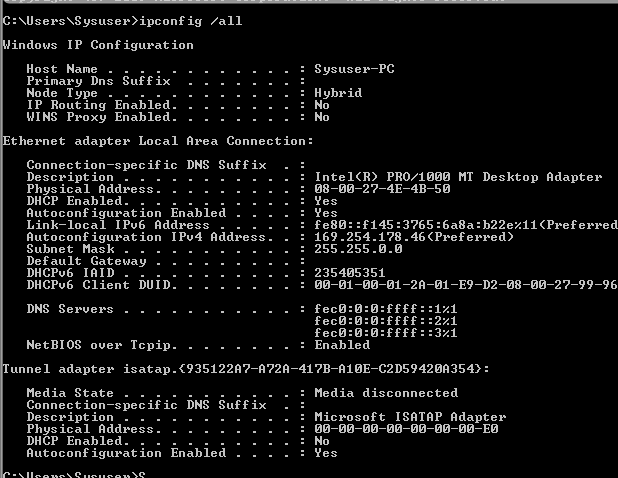 C:\Users\Sysuser>ipconfig /all
Windows IP Configuration
Host Name . . . . . . . . . . . . : Sysuser-PC
Primary Dns Suffix . . . . . . . :
Node Type . . . . . . . . . . . . : Hybrid
IP Routing Enabled. . . . . . . . : No
WINS Proxy Enabled. . . . . . . . : No
Ethernet adapter Local Area Connection:
Connection-specific DNS Suffix . :
Description . . . . . . . . . . . : Intel(R) PRO/1000 MT Desktop Adapter
Physical Address. . . . . . . . . : 08-00-27-4E-4B-50
DHCP Enabled. . . . . . . . . . . : Yes
Autoconfiguration Enabled . . . . : Yes
Link-local IPv6 Address . . . . . : fe80::f145:3765:6a8a:b22e%11(Preferred
Autoconfiguration IPv4 Address. . : 169.254.178.46(Preferred)
Subnet Mask . . . . . . . . . . . : 255.255.0.0
Default Gateway . . . . . . . . . :
DHCPv6 IAID . . . . . . . . . . . : 235405351
DHCPv6 Client DUID. . . . . . . . : 00-01-00-01-2A-01-E9-D2-08-00-27-99-96
DNS Servers . . . . . . . . . . . : fec0:0:0:ffff::1%1
fec0:0:0:ffff::2%1
fec0:0:0:ffff::3%1
NetBIOS over Tcpip. . . . . . . . : Enabled
Tunnel adapter isatap.{935122A7-A72A-417B-A10E-C2D59420A354}:
Media State . . . . . . . . . . . : Media disconnected
Connection-specific DNS Suffix . :
Description . . . . . . . . . . . : Microsoft ISATAP Adapter
Physical Address. . . . . . . . . : 00-00-00-00-00-00-00-E0
DHCP Enabled. . . . . . . . . . . : No
Autoconfiguration Enabled . . . . : Yes
C:\Users\Sysuser>S